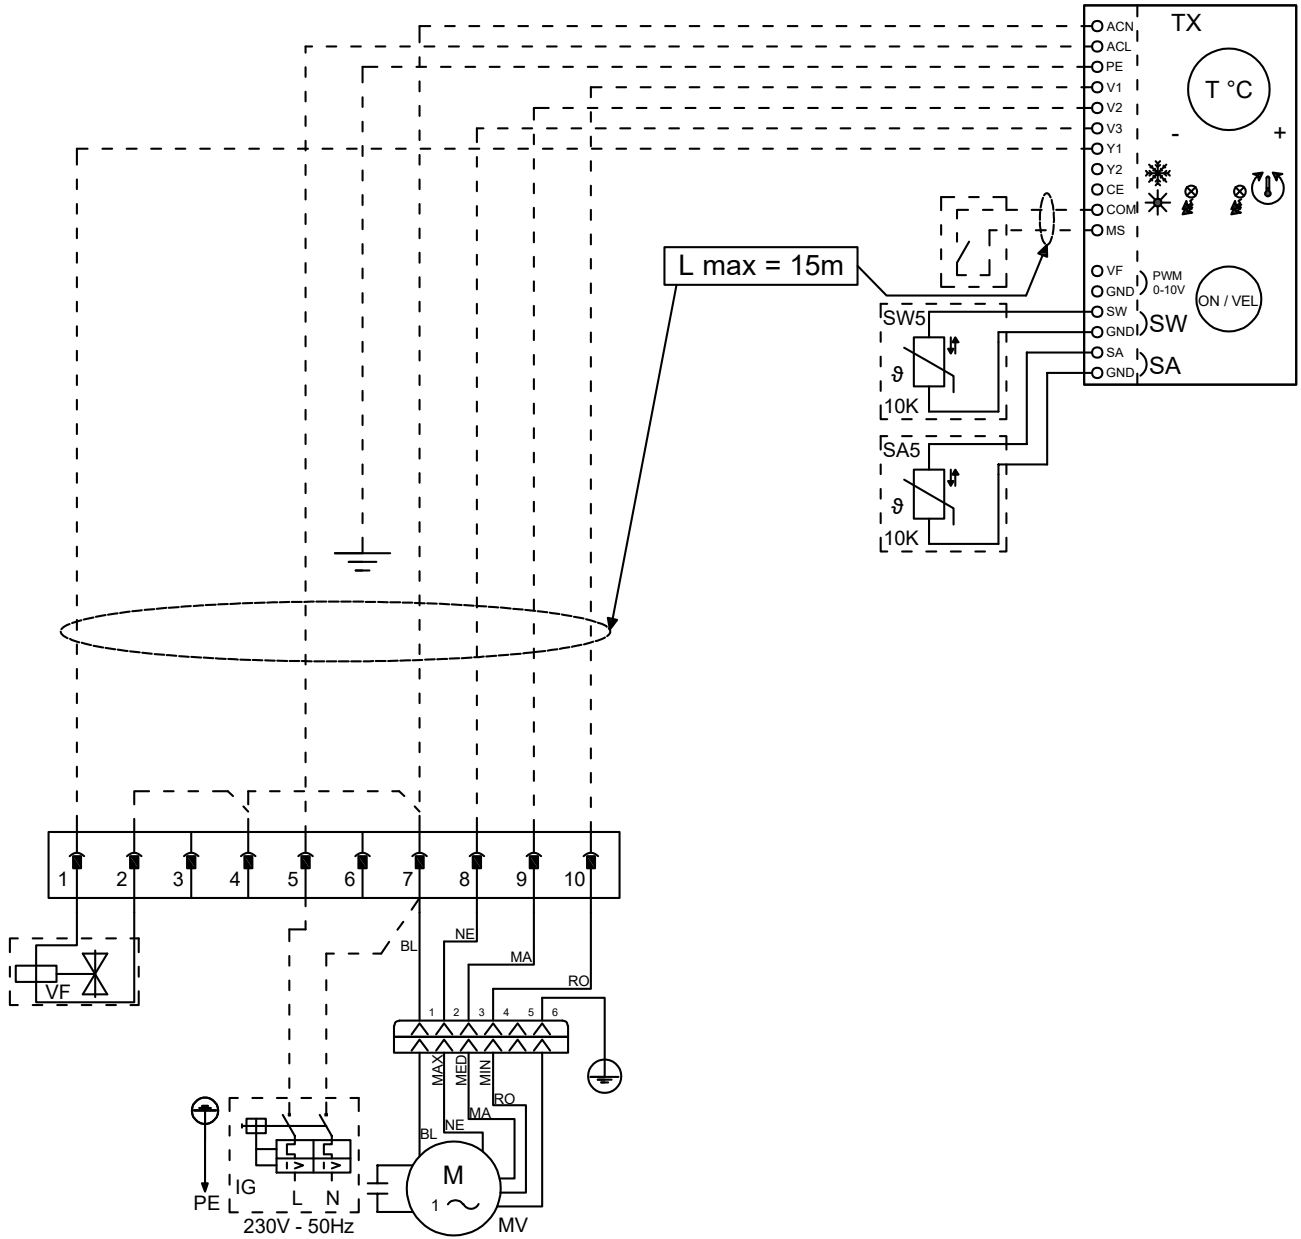 TX
ACN
ACL
PE
V1
V2
V3
Y1
Y2
CE
COM
MS
VF
GND
SW
GND
SA
GND
T °C
- +
PWM
0-10V
ON / VEL
SW
SA
L max = 15m
SW5
ϑ
10K
SA5
ϑ
10K
1 2 3 4 5 6 7 8 9 10
VF
BL
NE
MA
RO
1 2 3 4 5 6
MAX
MED
MIN
RO
MA
NE
BL
M
1
MV
PE
IG
I> I>
L N
230V - 50Hz